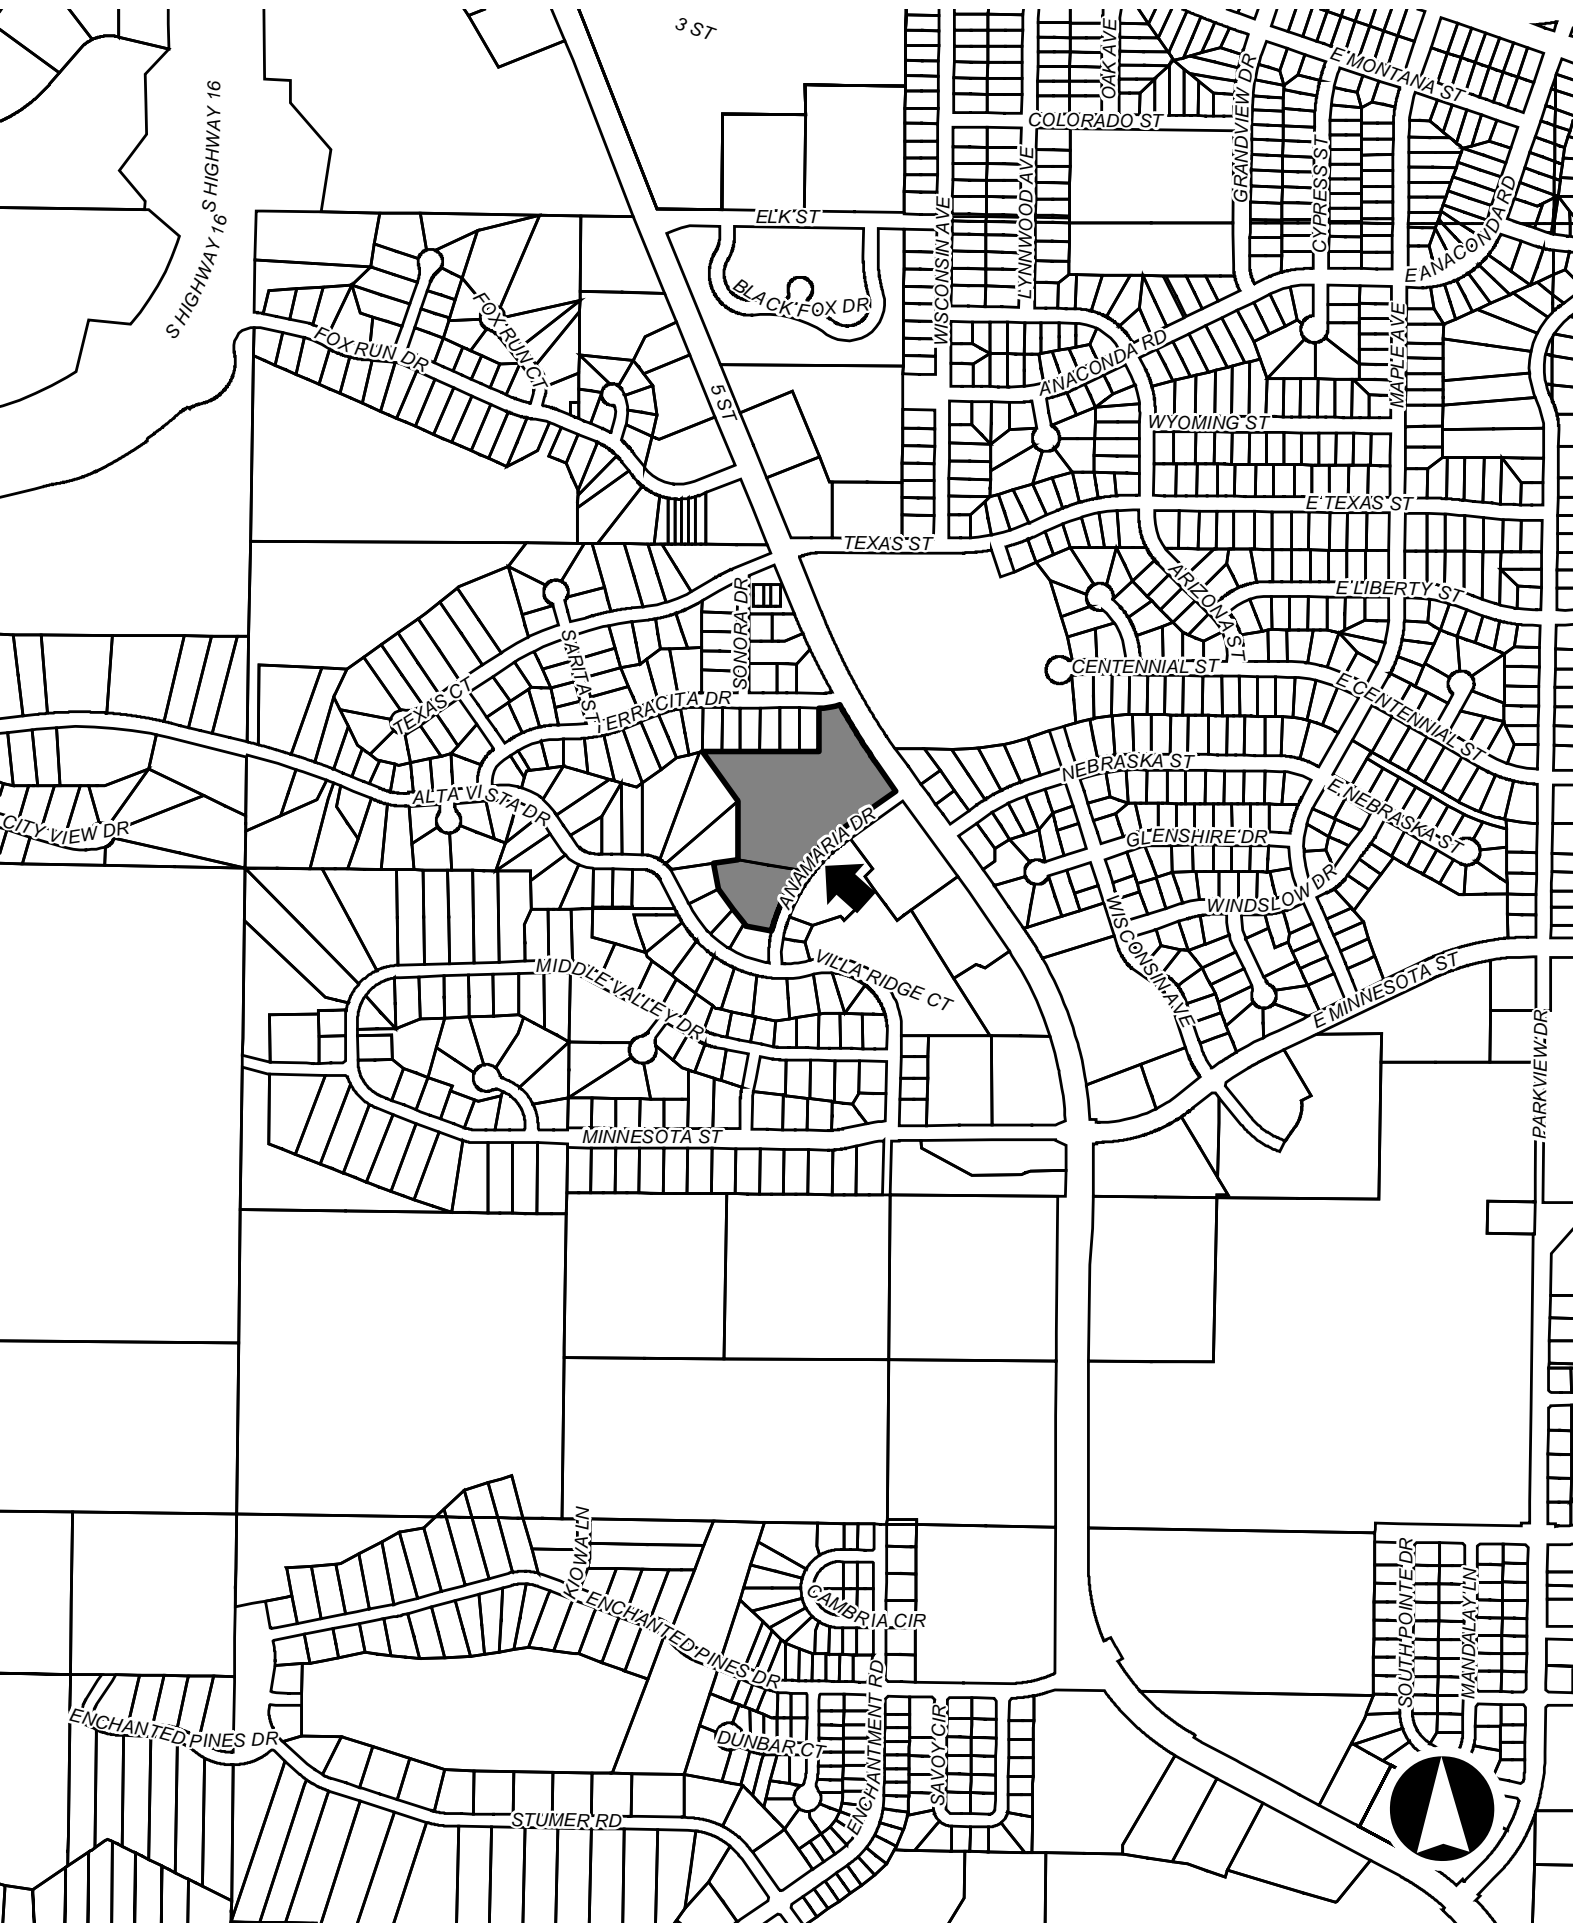 3 ST
OAK AVE
E MONTANA ST
GRANDVIEW DR
COLORADO ST
S HIGHWAY 16
CYPRESS ST
LYNNWOOD AVE
E ANACONDA RD
WISCONSIN AVE
ELK ST
S HIGHWAY 16
BLACK FOX DR
FOX RUN CT
FOX RUN DR
MAPLE AVE
ANACONDA RD
5 ST
WYOMING ST
E TEXAS ST
TEXAS ST
SONORA DR
ARIZONA ST
E LIBERTY ST
SARITA ST
CENTENNIAL ST
E CENTENNIAL ST
TEXAS CT
TERRACITA DR
NEBRASKA ST
E NEBRASKA ST
ALTA VISTA DR
CITY VIEW DR
ANAMARIA DR
GLENSHIRE DR
WINDSLOW DR
WISCONSIN AVE
VILLA RIDGE CT
MIDDLE VALLEY DR
E MINNESOTA ST
PARKVIEW DR
MINNESOTA ST
KIOWA LN
ENCHANTED PINES DR
CAMBRIA CIR
SOUTH POINTE DR
MANDALAY LN
ENCHANTED PINES DR
ENCHANTMENT RD
SAVOY CIR
DUNBAR CT
STUMER RD